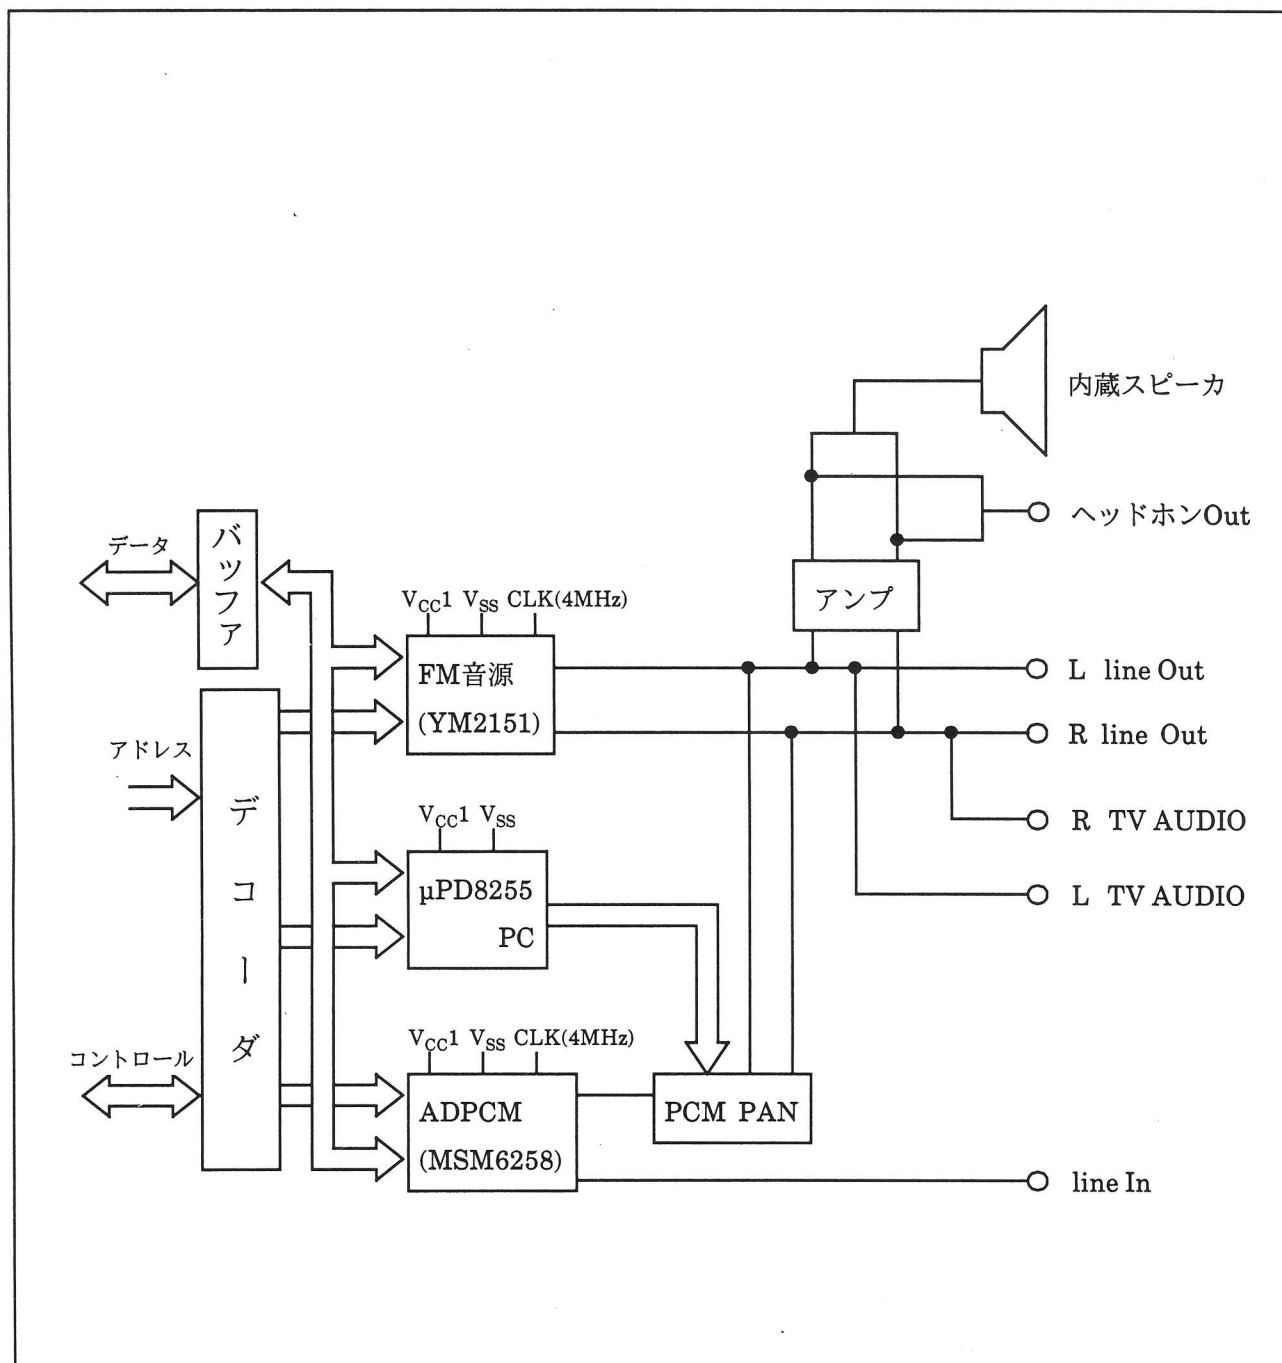 内蔵スピーカ
ヘッドホンOut
データ
バッファ
アンプ
VCC1 VSS CLK(4MHz)
FM音源
(YM2151)
L line Out
R line Out
アドレス
デコーダ
VCC1 VSS
μPD8255
PC
R TV AUDIO
L TV AUDIO
コントロール
VCC1 VSS CLK(4MHz)
ADPCM
(MSM6258)
PCM PAN
line In